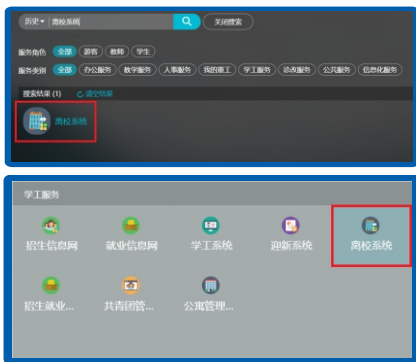 历史 离校系统 关闭搜索
服务角色 全部 游客 教师 学生
服务类别 全部 办公服务 教学服务 人事服务 我的赣工 学工服务 诊改服务 公共服务 信息化服务
搜索结果 (1) 清空结果
离校系统
学工服务
招生信息网 就业信息网 学工系统 迎新系统 离校系统
招生就业... 共青团管... 公寓管理...